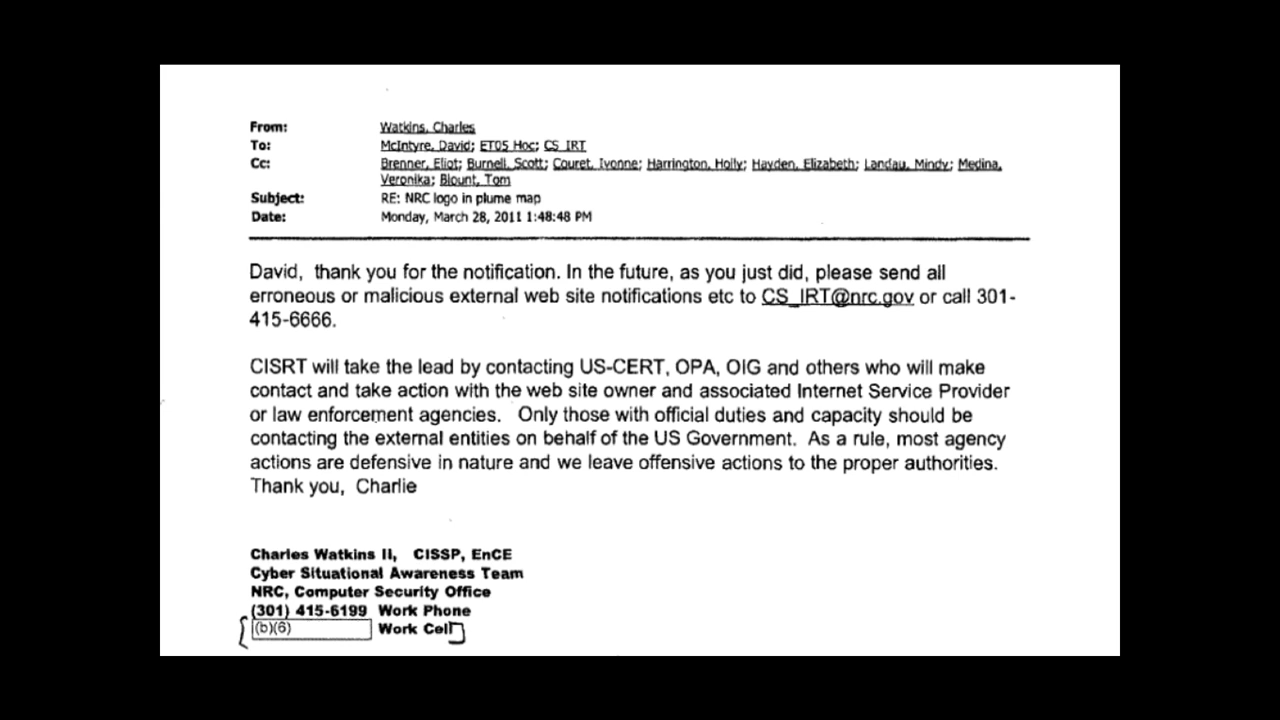 From: Watkins, Charles
To: McIntyre, David; ET05 Hoc; CS IRT
Cc: Brenner, Eliot; Burnell, Scott; Couret, Ivonne; Harrington, Holly; Hayden, Elizabeth; Landau, Mindy; Medina,
Veronika; Blount, Tom
Subject: RE: NRC logo in plume map
Date: Monday, March 28, 2011 1:48:48 PM
David, thank you for the notification. In the future, as you just did, please send all
erroneous or malicious external web site notifications etc to CS_IRT@nrc.gov or call 301-
415-6666.
CISRT will take the lead by contacting US-CERT, OPA, OIG and others who will make
contact and take action with the web site owner and associated Internet Service Provider
or law enforcement agencies. Only those with official duties and capacity should be
contacting the external entities on behalf of the US Government. As a rule, most agency
actions are defensive in nature and we leave offensive actions to the proper authorities.
Thank you, Charlie
Charles Watkins II, CISSP, EnCE
Cyber Situational Awareness Team
NRC, Computer Security Office
(301) 415-6199 Work Phone
(b)(6) Work Cell